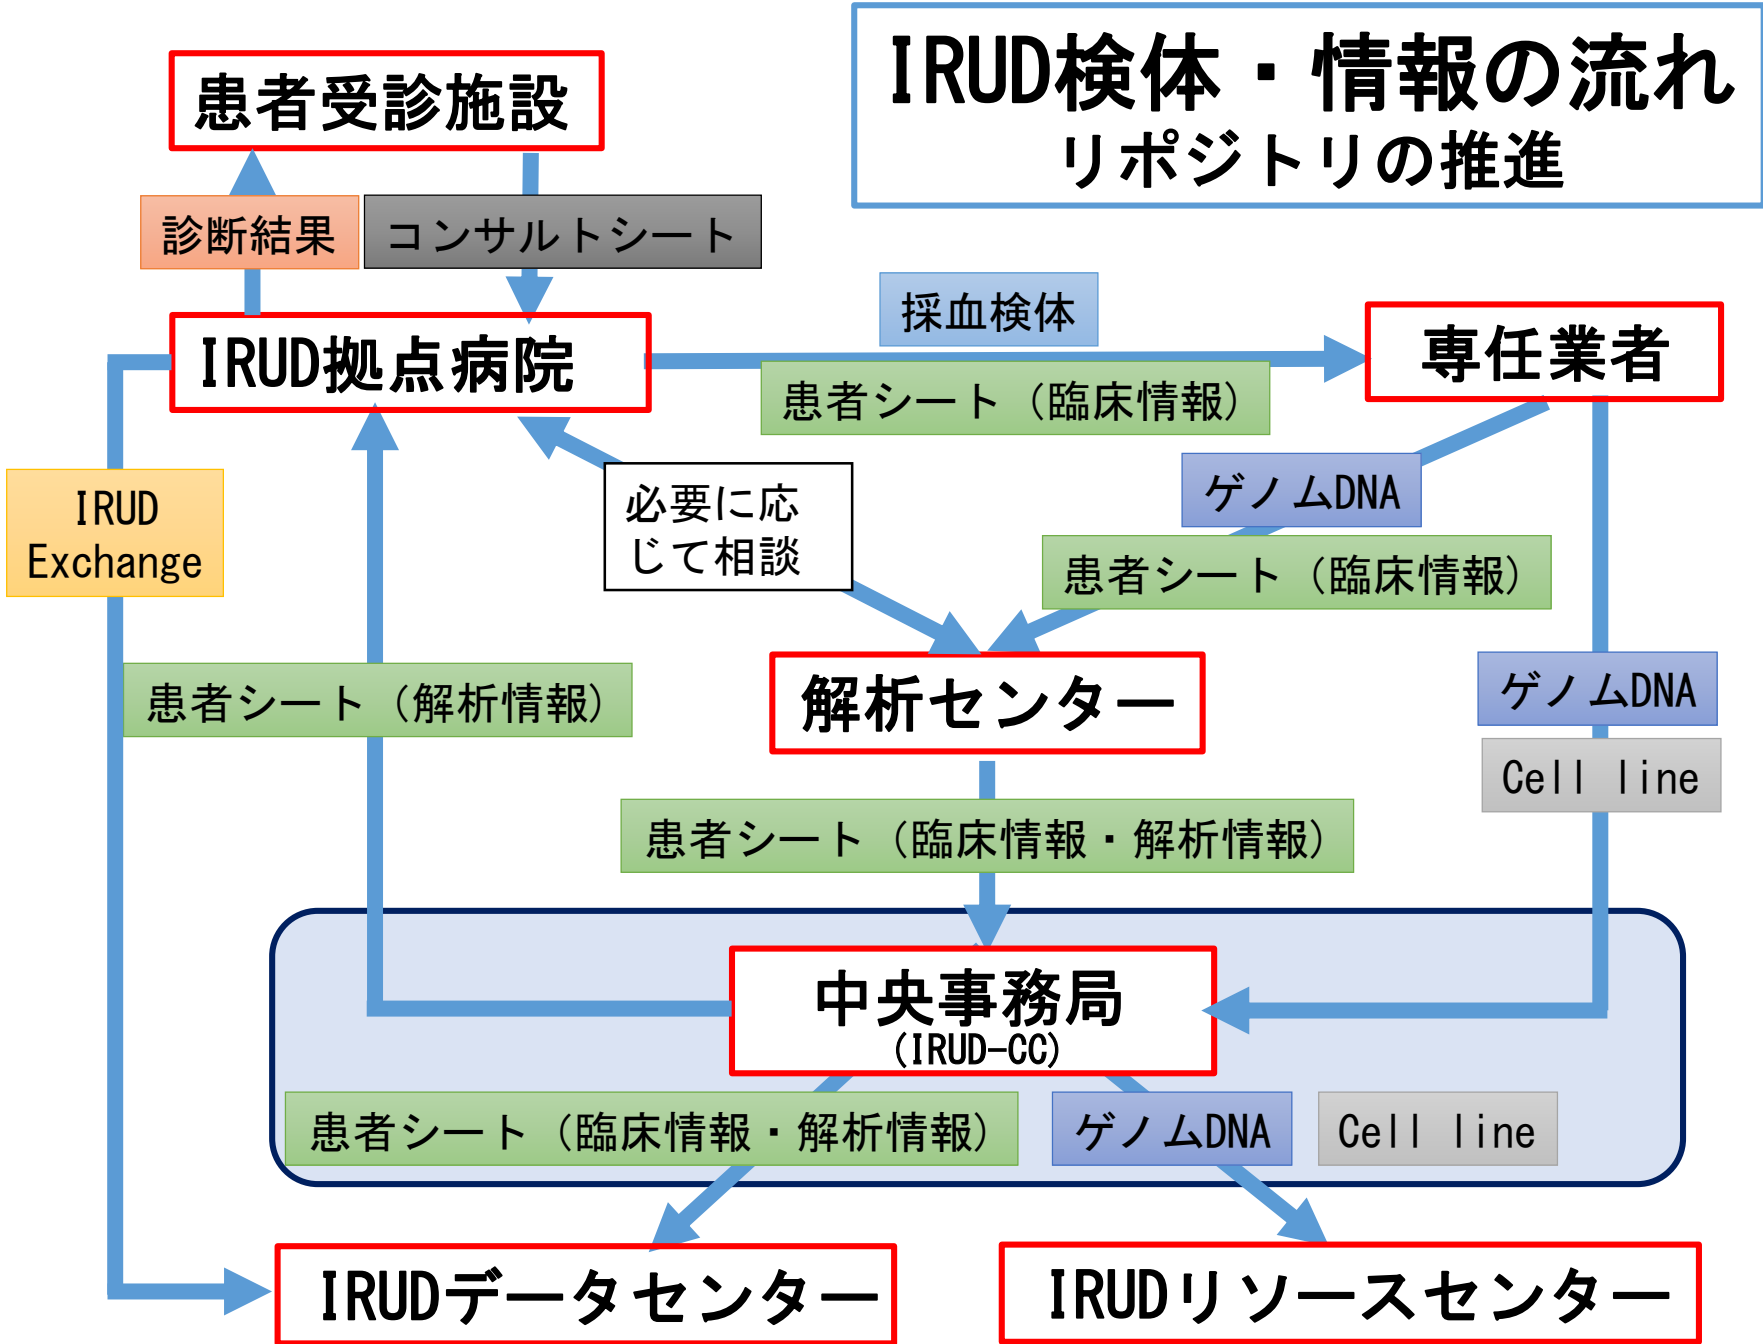 IRUD検体・情報の流れ
リポジトリの推進
患者受診施設
診断結果
コンサルトシート
採血検体
IRUD拠点病院
専任業者
患者シート（臨床情報）
IRUD
Exchange
必要に応
じて相談
ゲノムDNA
患者シート（臨床情報）
患者シート（解析情報）
解析センター
ゲノムDNA
Cell line
患者シート（臨床情報・解析情報）
中央事務局
(IRUD-CC)
患者シート（臨床情報・解析情報）
ゲノムDNA
Cell line
IRUDデータセンター
IRUDリソースセンター